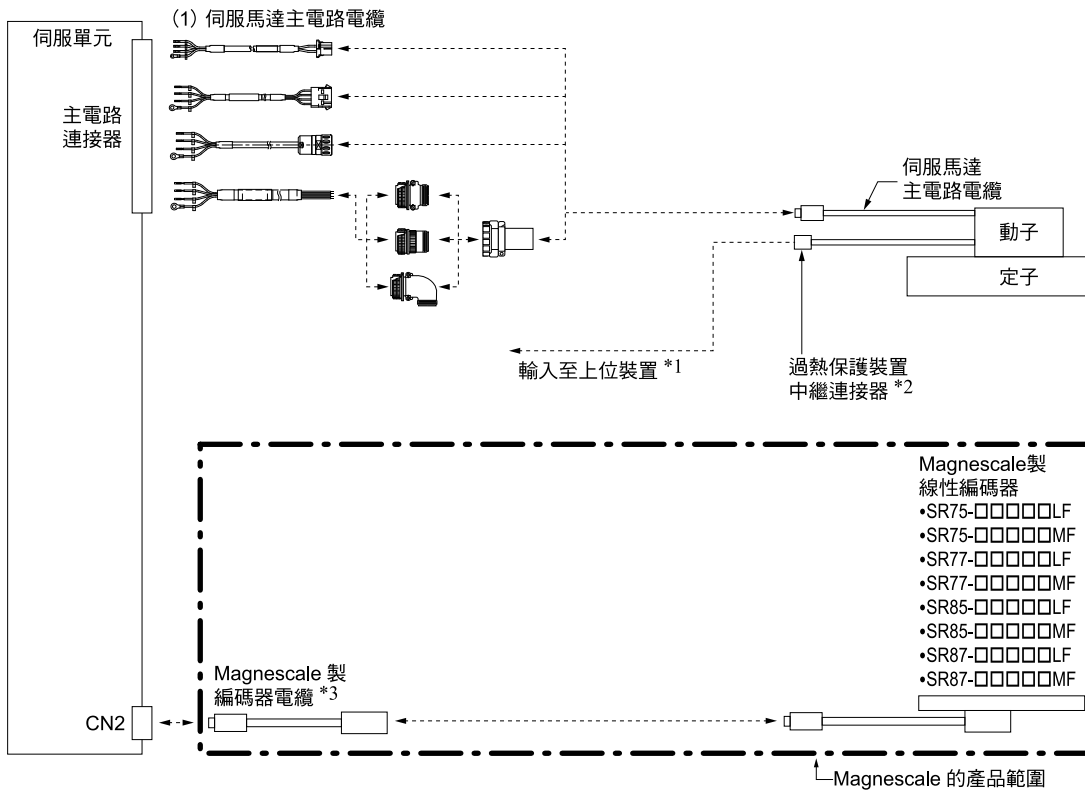 (1) 伺服馬達主電路電纜
伺服單元
主電路
連接器
伺服馬達
主電路電纜
動子
定子
輸入至上位裝置 *1
過熱保護裝置
中繼連接器 *2
Magnescale製
線性編碼器
•SR75-□□□□□LF
•SR75-□□□□□MF
•SR77-□□□□□LF
•SR77-□□□□□MF
•SR85-□□□□□LF
•SR85-□□□□□MF
•SR87-□□□□□LF
•SR87-□□□□□MF
Magnescale 製
編碼器電纜 *3
CN2
Magnescale 的產品範圍